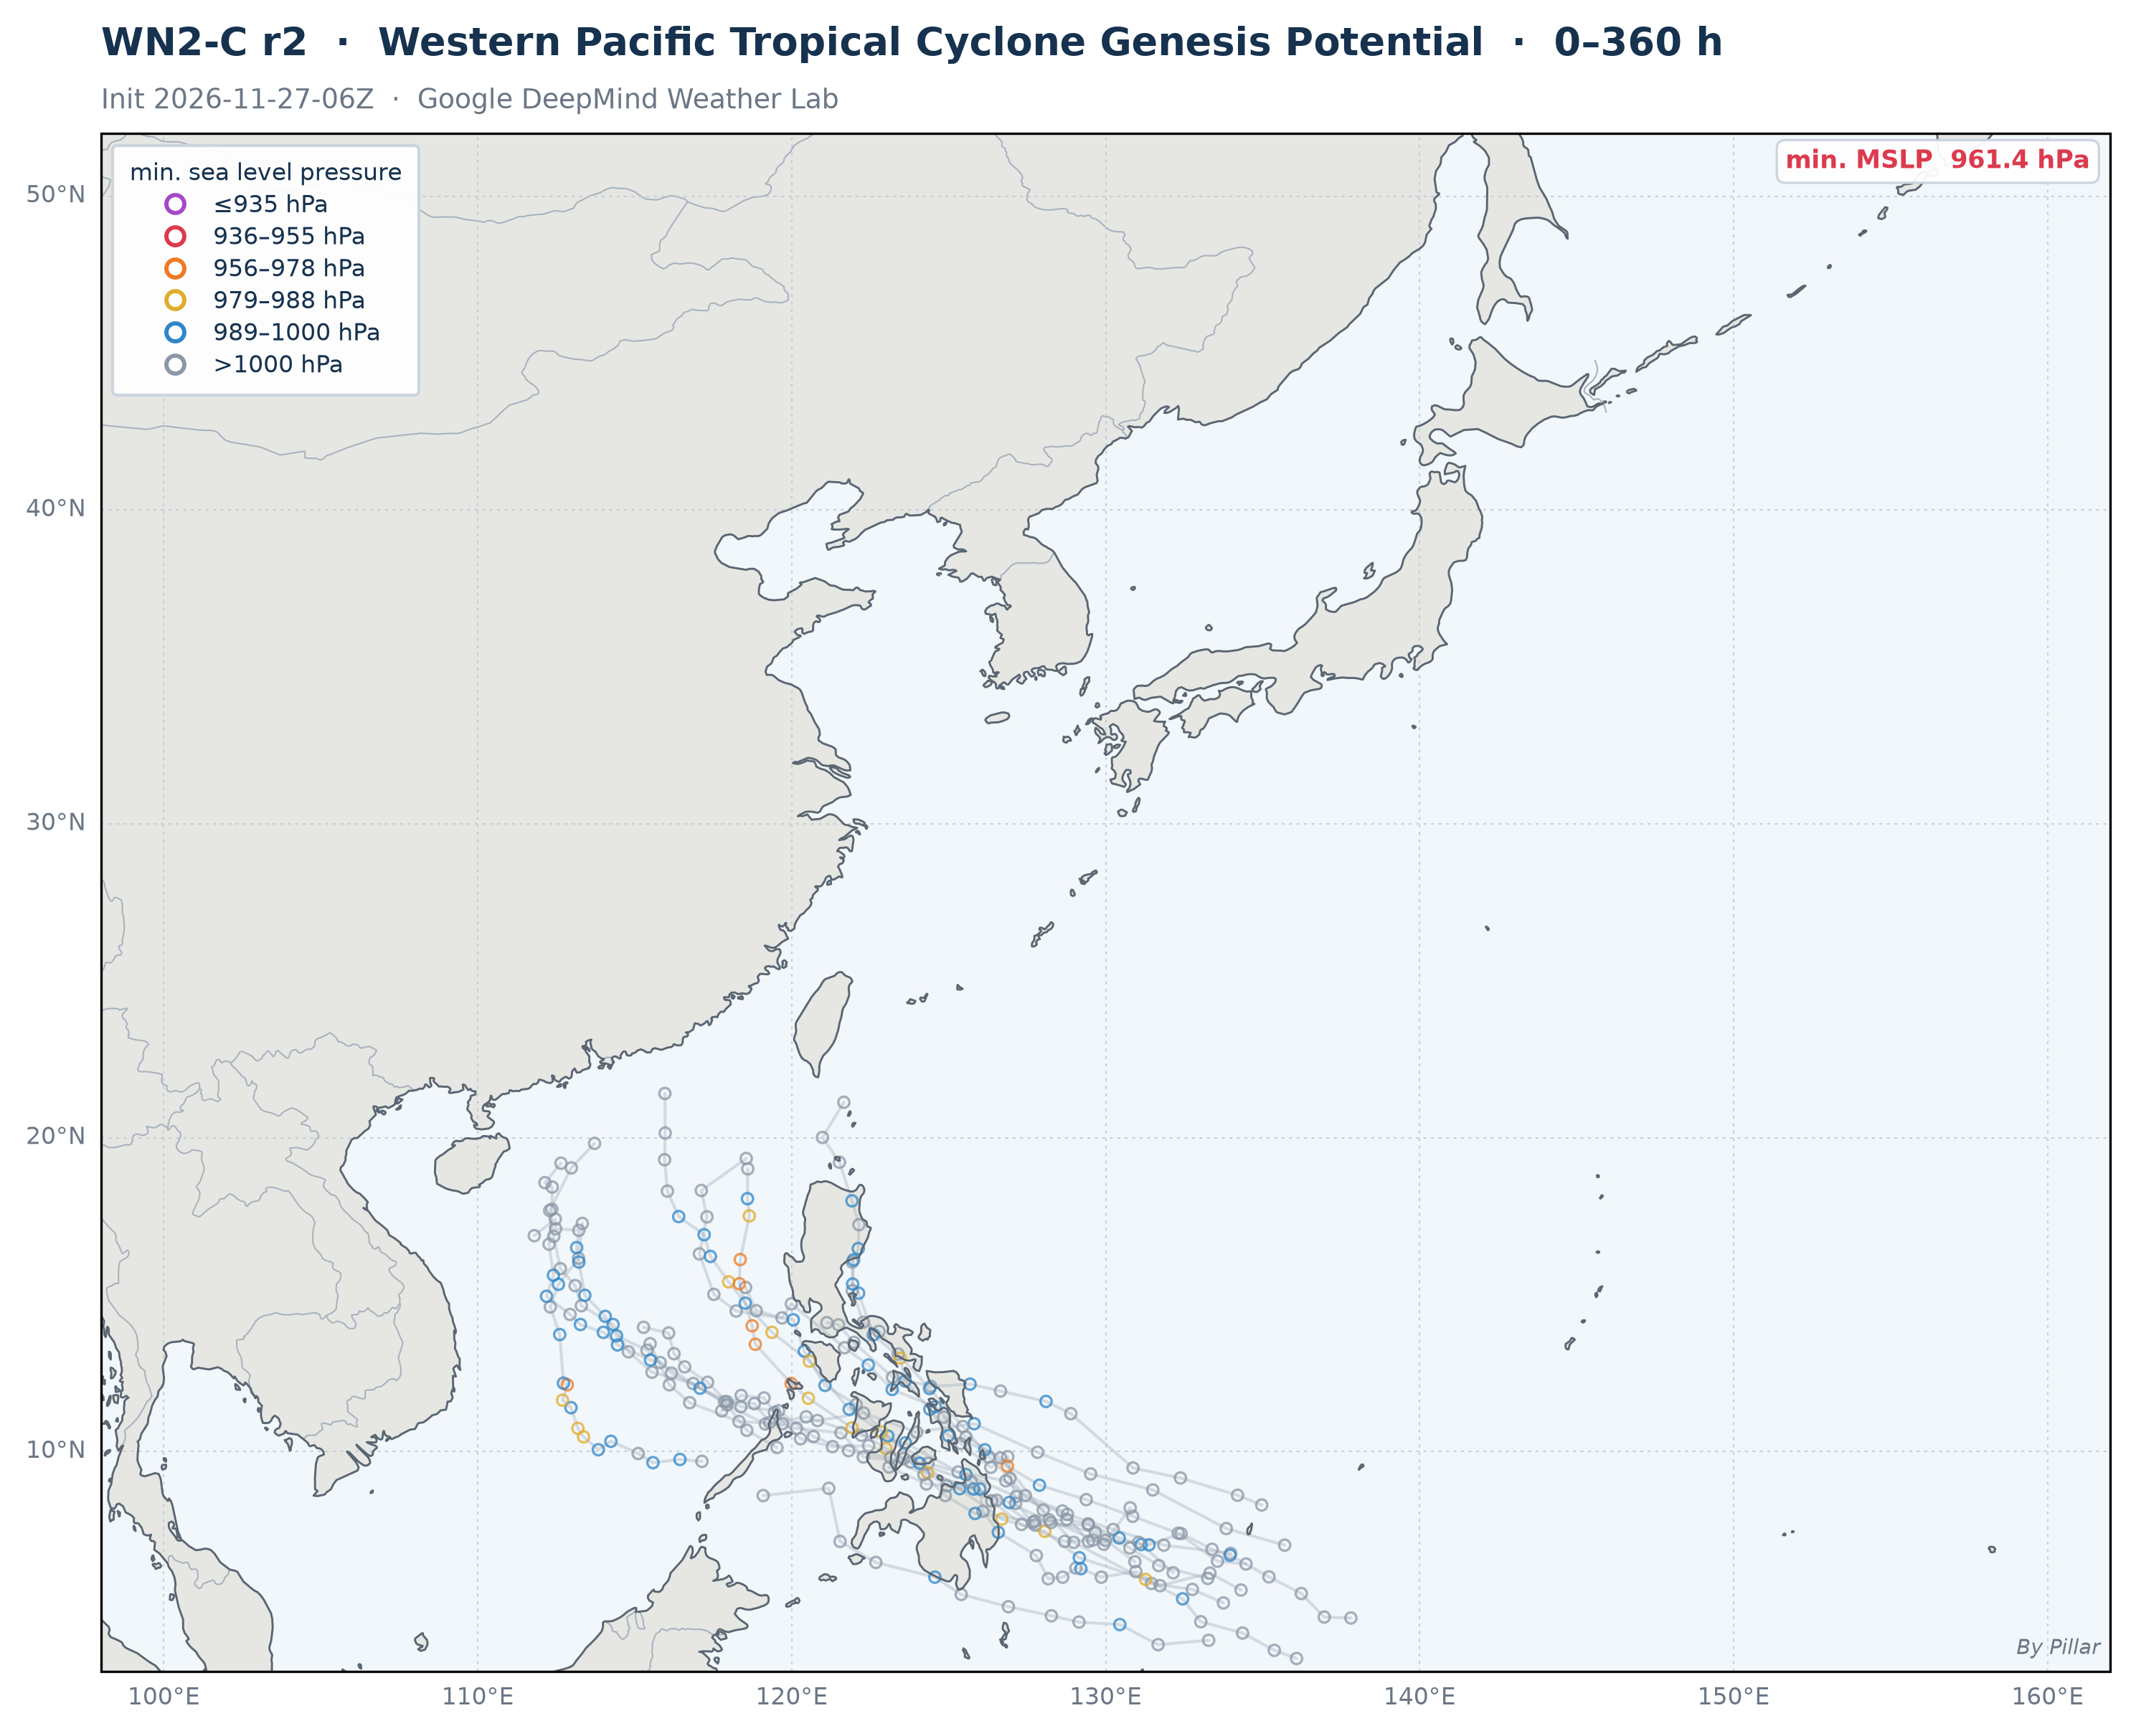 WN2-C r2 · Western Pacific Tropical Cyclone Genesis Potential · 0–360 h
Init 2026-11-27-06Z · Google DeepMind Weather Lab
min. MSLP 961.4 hPa
min. sea level pressure
≤935 hPa
936–955 hPa
956–978 hPa
979–988 hPa
989–1000 hPa
>1000 hPa
50°N
40°N
30°N
20°N
10°N
By Pillar
100°E 110°E 120°E 130°E 140°E 150°E 160°E